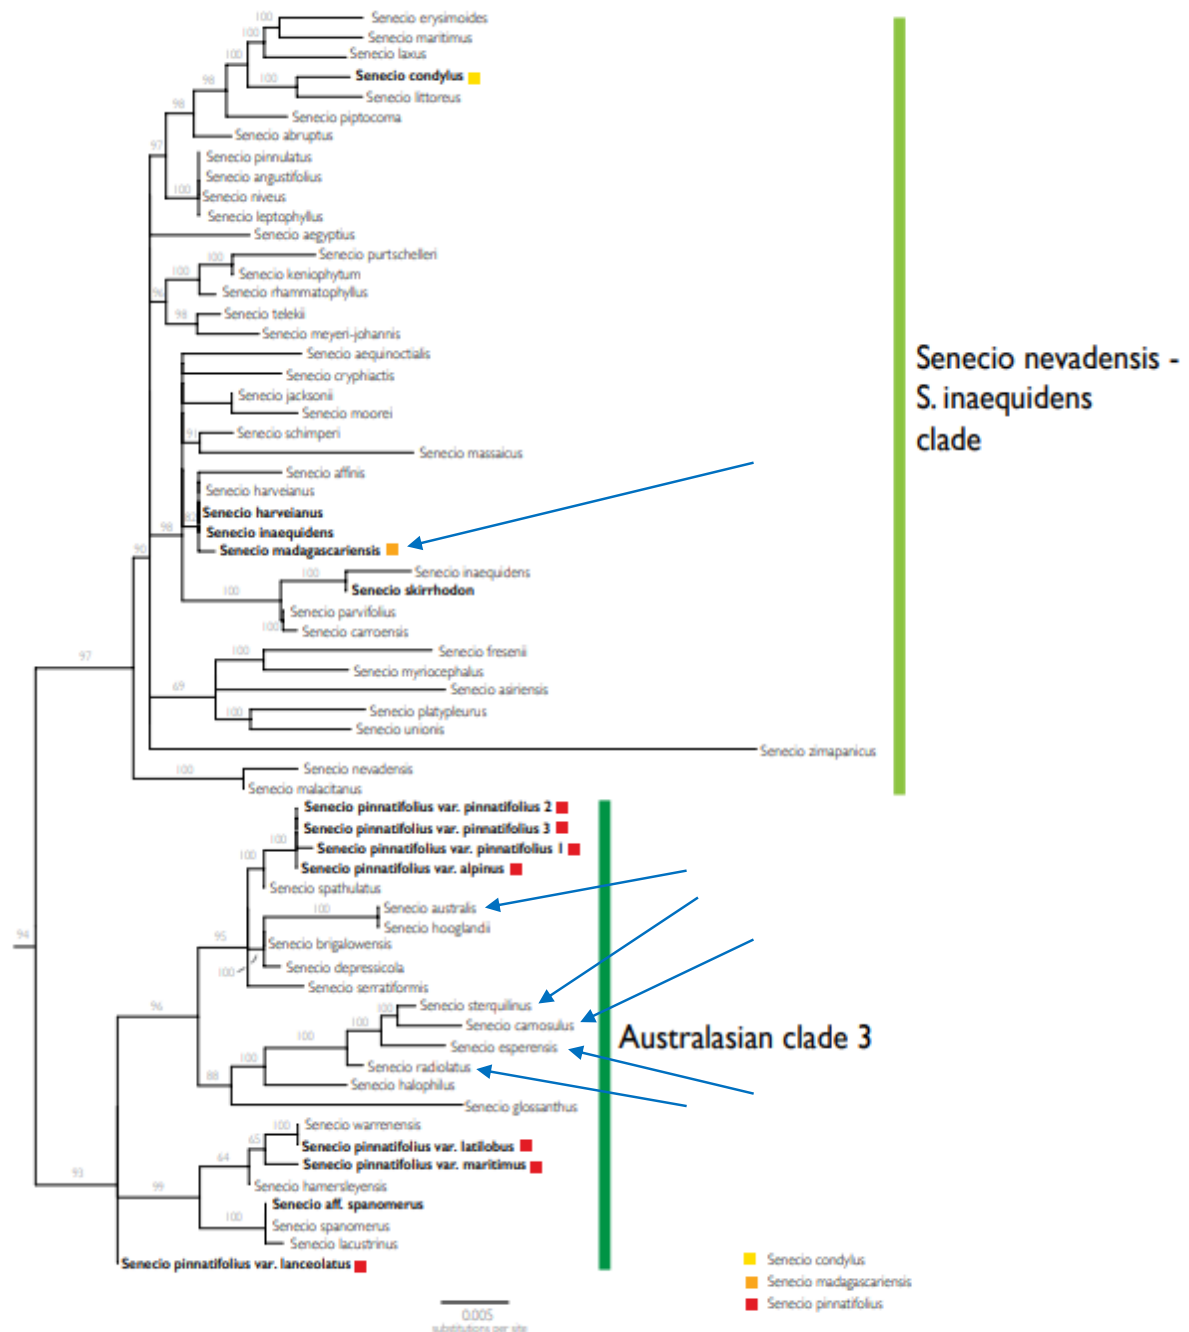 100
Senecio erysimoides
100
Senecio maritimus
Senecio laxus
100
Senecio condylus
100
98
Senecio littoreus
98
Senecio piptocoma
Senecio abruptus
97
Senecio pinnulatus
Senecio angustifolius
100
Senecio niveus
Senecio leptophyllus
Senecio aegyptius
100
Senecio purtschelleri
100
Senecio keniophytum
96
Senecio rhammatophyllus
98
Senecio telekii
Senecio meyeri-johannis
Senecio aequinoctialis
Senecio cryphiactis
Senecio jacksonii
Senecio moorei
91
Senecio schimperi
Senecio massaicus
Senecio nevadensis -
S. inaequidens
clade
Senecio affinis
Senecio harveianus
82
Senecio harveianus
98
Senecio inaequidens
90
Senecio madagascariensis
100
Senecio inaequidens
100
Senecio skirrhodon
Senecio parvifolius
100
Senecio carroensis
97
100
Senecio fresenii
Senecio myriocephalus
69
Senecio asiriensis
100
Senecio platypleurus
Senecio unionis
Senecio zimapanicus
100
Senecio nevadensis
Senecio malacitanus
Senecio pinnatifolius var. pinnatifolius 2
Senecio pinnatifolius var. pinnatifolius 3
100
Senecio pinnatifolius var. pinnatifolius 1
100
Senecio pinnatifolius var. alpinus
Senecio spathulatus
100
Senecio australis
Senecio hooglandii
94
95
Senecio brigalowensis
100
Senecio depressicola
Senecio serratiformis
96
100
Senecio sterquilinus
100
Senecio carnosulus
100
Senecio esperensis
Australasian clade 3
100
Senecio radiolatus
88
Senecio halophilus
Senecio glossanthus
100
Senecio warrenensis
65
Senecio pinnatifolius var. latilobus
64
Senecio pinnatifolius var. maritimus
93
99
Senecio hamersleyensis
Senecio aff. spanomerus
100
Senecio spanomerus
Senecio lacustrinus
Senecio pinnatifolius var. lanceolatus
Senecio condylus
Senecio madagascariensis
Senecio pinnatifolius
0.005
substitutions per site